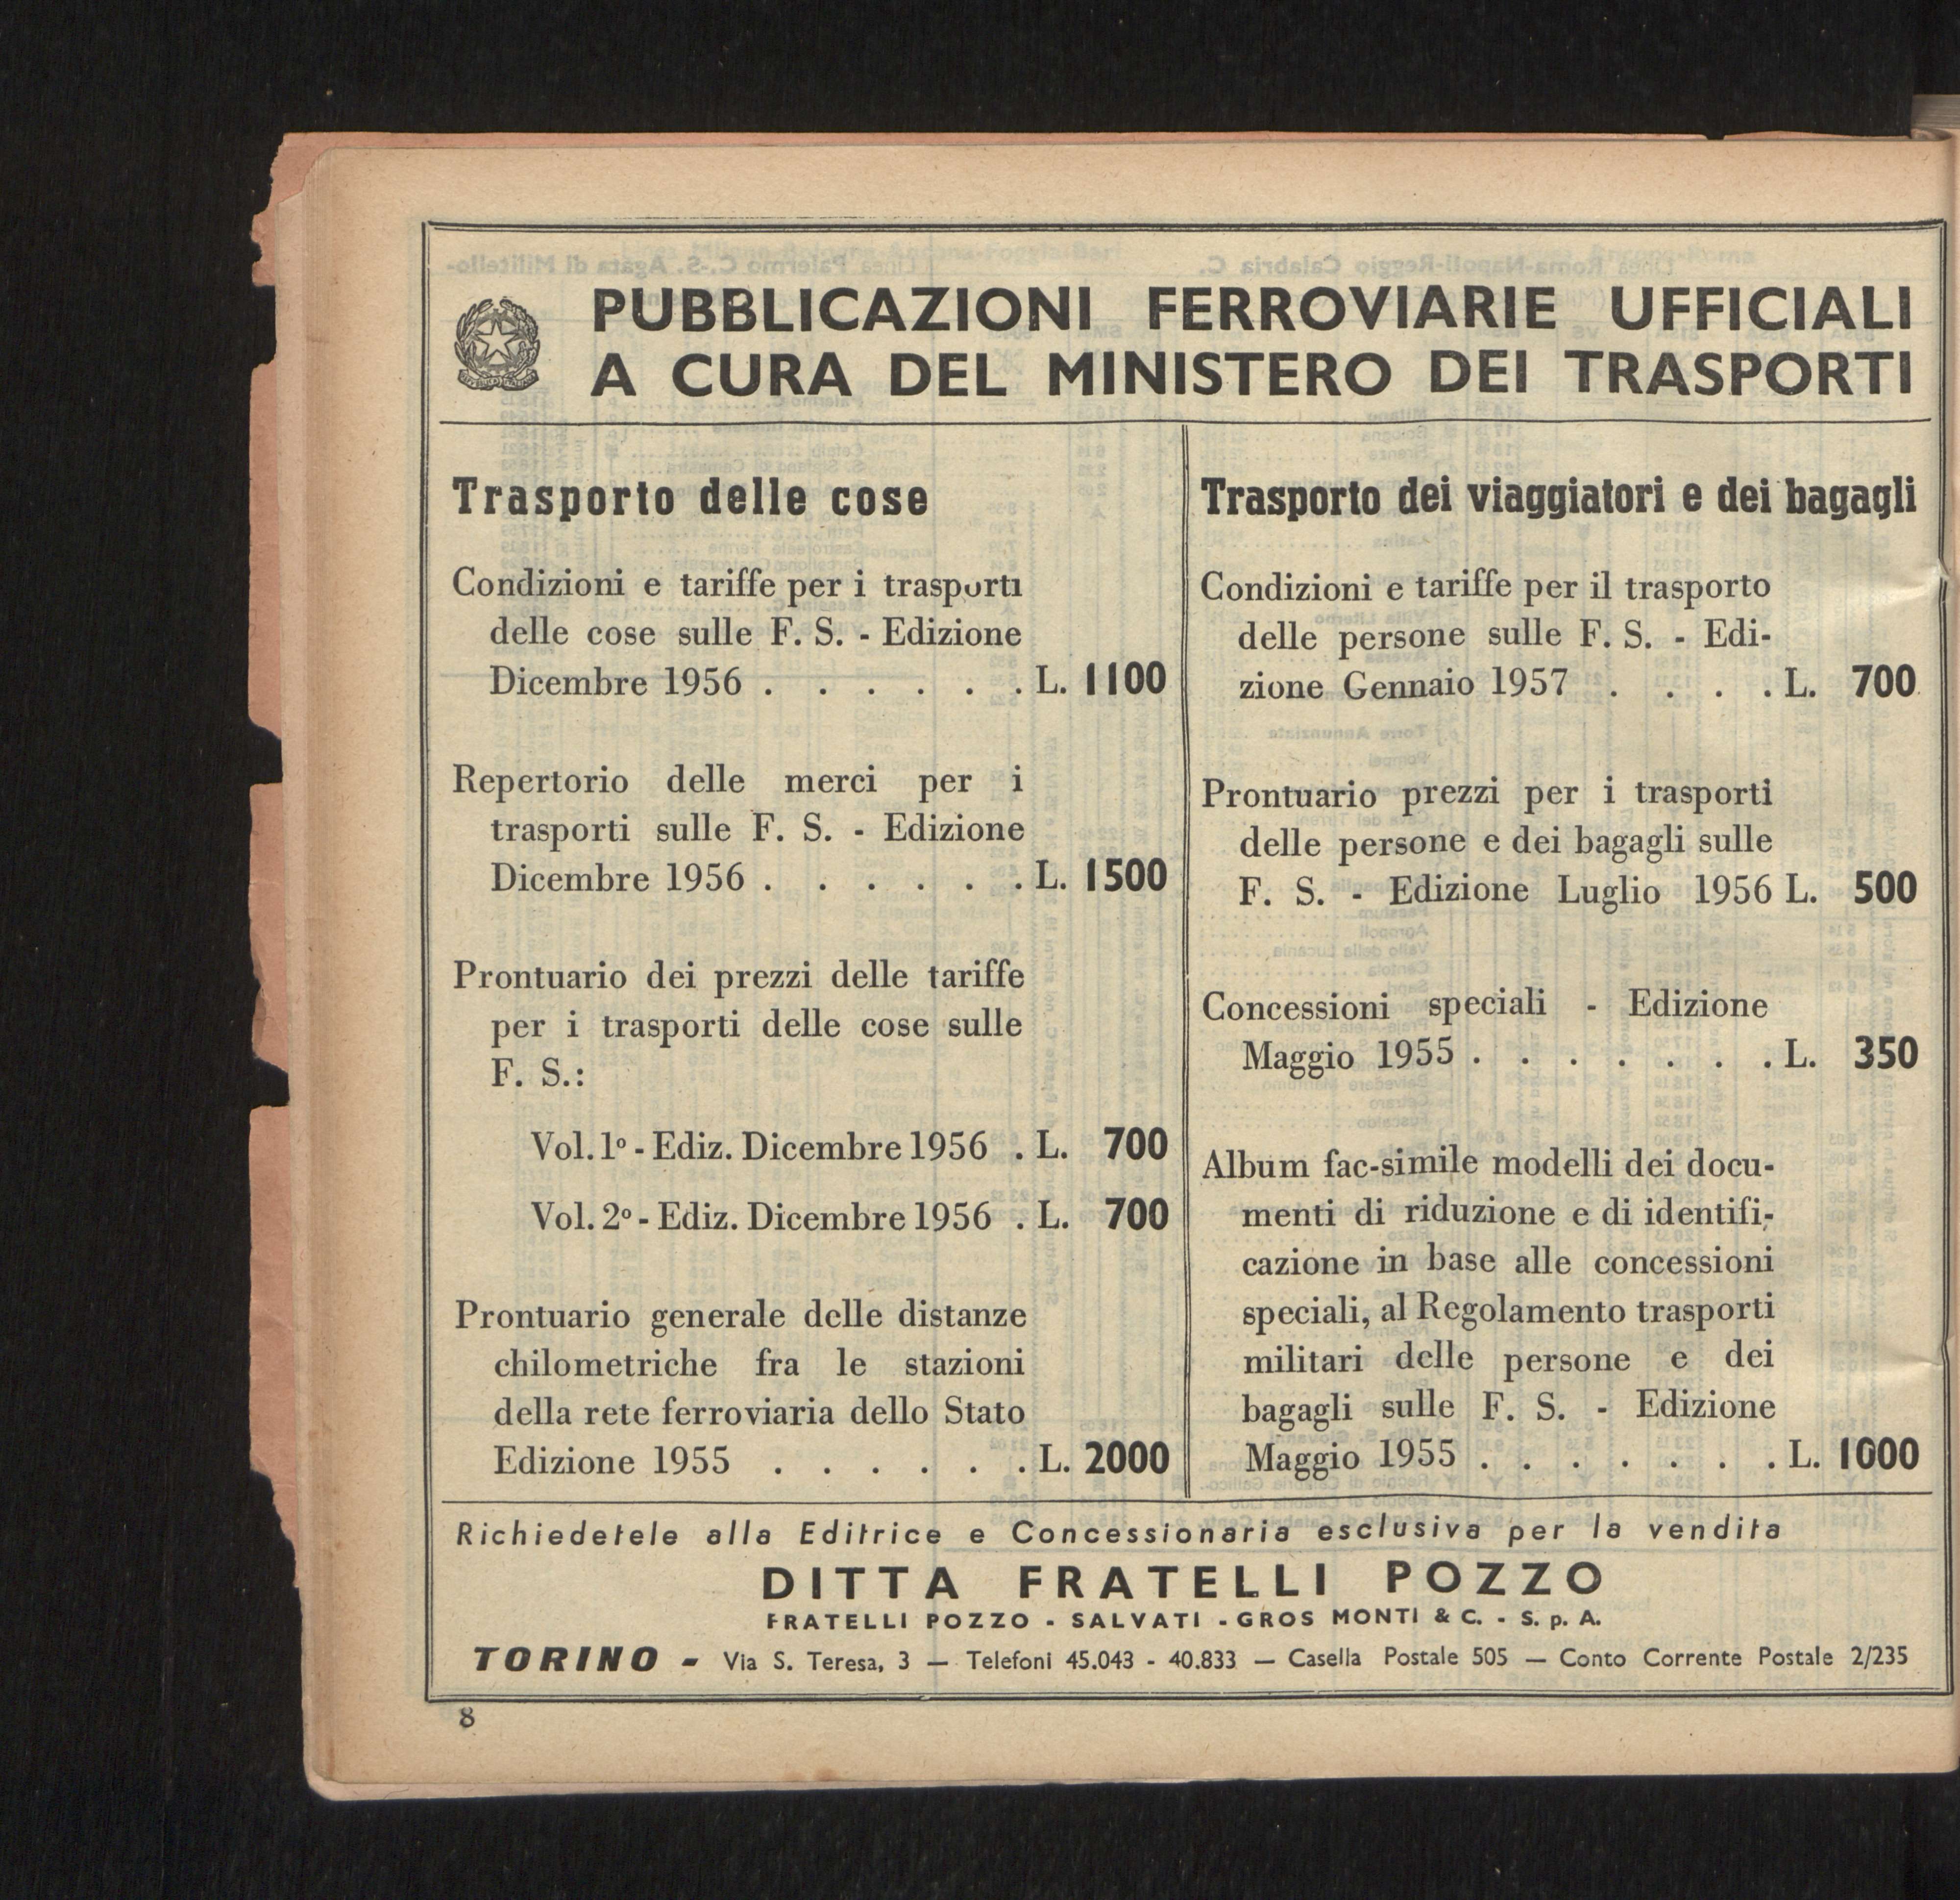 PUBBLICAZIONI FERROVIARIE UFFICIALI
A CURA DEL MINISTERO DEI TRASPORTI
Trasporto delle cose
Condizioni e tariffe per i trasporti
delle cose sulle F. S. - Edizione
Dicembre 1956 . . . . . . L. 1100
Repertorio delle merci per i
trasporti sulle F. S. - Edizione
Dicembre 1956 . . . . . . L. 1500
Prontuario dei prezzi delle tariffe
per i trasporti delle cose sulle
F. S.:
Vol. 1º - Ediz. Dicembre 1956 . L. 700
Vol. 2º - Ediz. Dicembre 1956 . L. 700
Prontuario generale delle distanze
chilometriche fra le stazioni
della rete ferroviaria dello Stato
Edizione 1955 . . . . . . L. 2000
Trasporto dei viaggiatori e dei bagagli
Condizioni e tariffe per il trasporto
delle persone sulle F. S. - Edi-
zione Gennaio 1957 . . . . L. 700
Prontuario prezzi per i trasporti
delle persone e dei bagagli sulle
F. S. - Edizione Luglio 1956 L. 500
Concessioni speciali - Edizione
Maggio 1955 . . . . . . . L. 350
Album fac-simile modelli dei docu-
menti di riduzione e di identifi-
cazione in base alle concessioni
speciali, al Regolamento trasporti
militari delle persone e dei
bagagli sulle F. S. - Edizione
Maggio 1955 . . . . . . . L. 1000
Richiedetele alla Editrice e Concessionaria esclusiva per la vendita
DITTA FRATELLI POZZO
FRATELLI POZZO - SALVATI - GROS MONTI & C. - S. p. A.
TORINO - Via S. Teresa, 3 — Telefoni 45.043 - 40.833 — Casella Postale 505 — Conto Corrente Postale 2/235
8